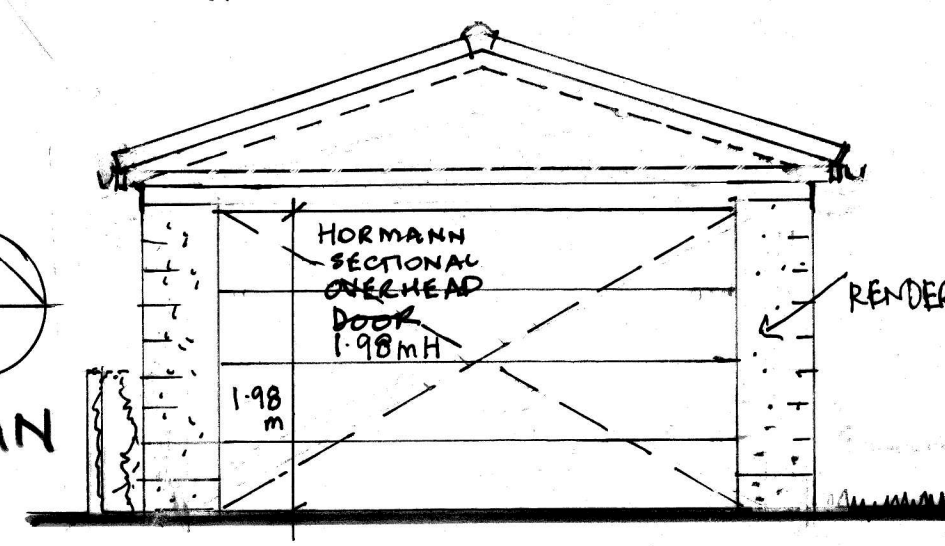 HORMANN
SECTIONAL
OVERHEAD
DOOR
1.98mH
RENDER
1.98
m